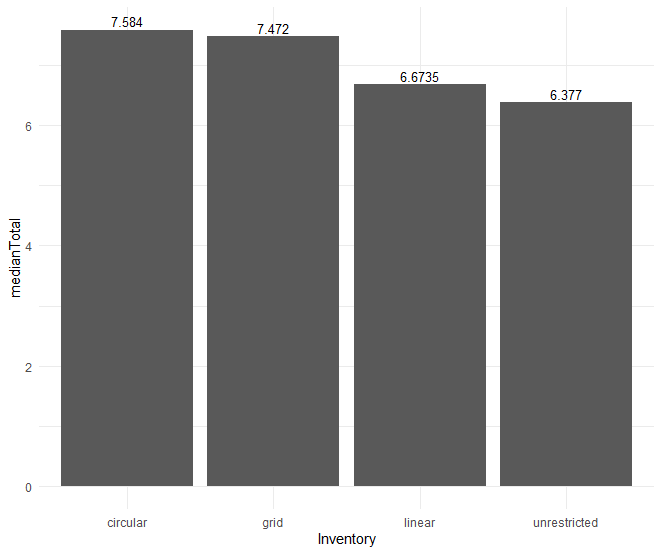 7.584
7.472
6.6735
6.377
6
4
2
0
medianTotal
circular grid linear unrestricted
Inventory